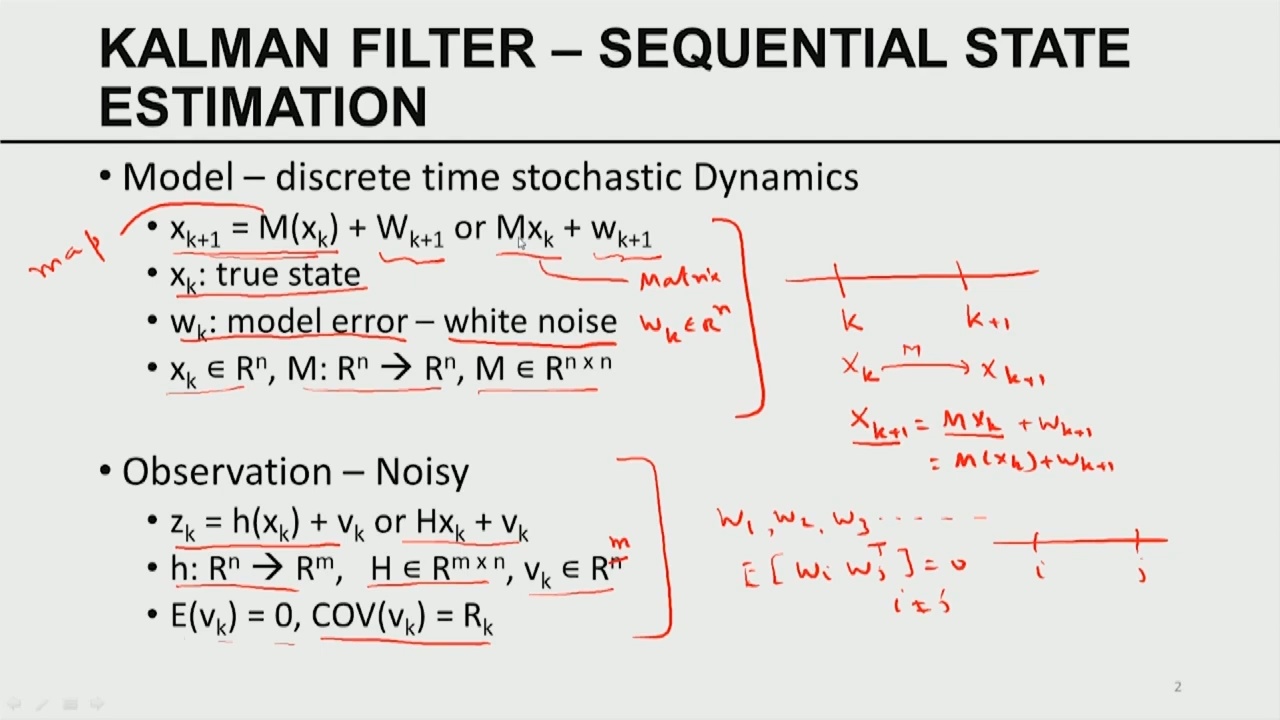 KALMAN FILTER – SEQUENTIAL STATE
ESTIMATION
• Model – discrete time stochastic Dynamics
map
• xₖ₊₁ = M(xₖ) + Wₖ₊₁ or Mxₖ + wₖ₊₁
• xₖ: true state
Matrix
• wₖ: model error – white noise
wₖ ∈ Rⁿ
• xₖ ∈ Rⁿ, M: Rⁿ → Rⁿ, M ∈ Rⁿ ˣ ⁿ
k k+1
xₖ M → xₖ₊₁
xₖ₊₁ = Mxₖ + wₖ₊₁
= M(xₖ) + wₖ₊₁
• Observation – Noisy
• zₖ = h(xₖ) + vₖ or Hxₖ + vₖ
• h: Rⁿ → Rᵐ, H ∈ Rᵐ ˣ ⁿ, vₖ ∈ Rᵐ
• E(vₖ) = 0, COV(vₖ) = Rₖ
w₁, w₂, w₃ ------
E[wᵢ wⱼᵀ] = 0
i ≠ j
i j
2